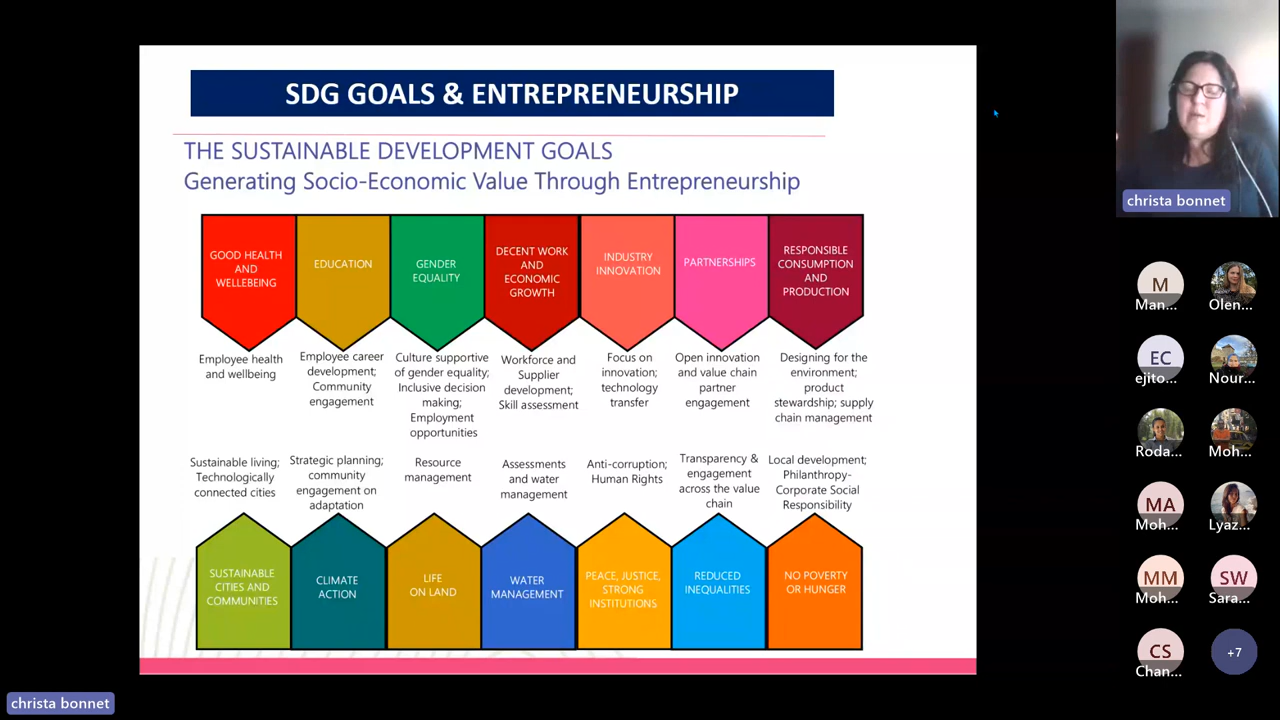 SDG GOALS & ENTREPRENEURSHIP
THE SUSTAINABLE DEVELOPMENT GOALS
Generating Socio-Economic Value Through Entrepreneurship
GOOD HEALTH
AND
WELLEBEING
EDUCATION
GENDER
EQUALITY
DECENT WORK
AND
ECONOMIC
GROWTH
INDUSTRY
INNOVATION
PARTNERSHIPS
RESPONSIBLE
CONSUMPTION
AND
PRODUCTION
Employee health
and wellbeing
Employee career
development;
Community
engagement
Culture supportive
of gender equality;
Inclusive decision
making;
Employment
opportunities
Workforce and
Supplier
development;
Skill assessment
Focus on
innovation;
technology
transfer
Open innovation
and value chain
partner
engagement
Designing for the
environment;
product
stewardship; supply
chain management
Sustainable living;
Technologically
connected cities
Strategic planning;
community
engagement on
adaptation
Resource
management
Assessments
and water
management
Anti-corruption;
Human Rights
Transparency &
engagement
across the value
chain
Local development;
Philanthropy-
Corporate Social
Responsibility
SUSTAINABLE
CITIES AND
COMMUNITIES
CLIMATE
ACTION
LIFE
ON LAND
WATER
MANAGEMENT
PEACE, JUSTICE,
STRONG
INSTITUTIONS
REDUCED
INEQUALITIES
NO POVERTY
OR HUNGER
christa bonnet
M
Man...
Olen...
EC
ejito...
Nour...
Roda...
Moh...
MA
Moh...
Lyaz...
MM
Moh...
SW
Sara...
CS
Chan...
+7
christa bonnet